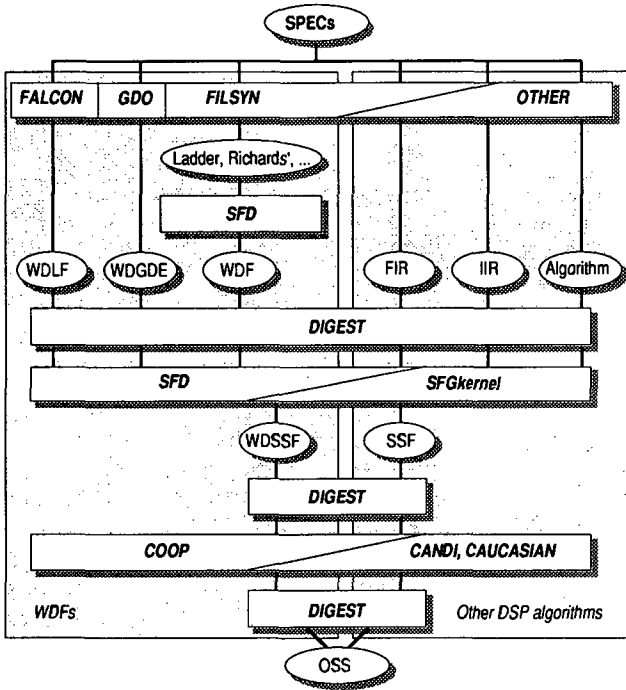 SPECs
FALCON GDO FILSYN OTHER
Ladder, Richards', ...
SFD
WDLF WDGDE WDF FIR IIR Algorithm
DIGEST
SFD SFGkernel
WDSSF SSF
DIGEST
COOP CANDI, CAUCASIAN
WDFs DIGEST Other DSP algorithms
OSS